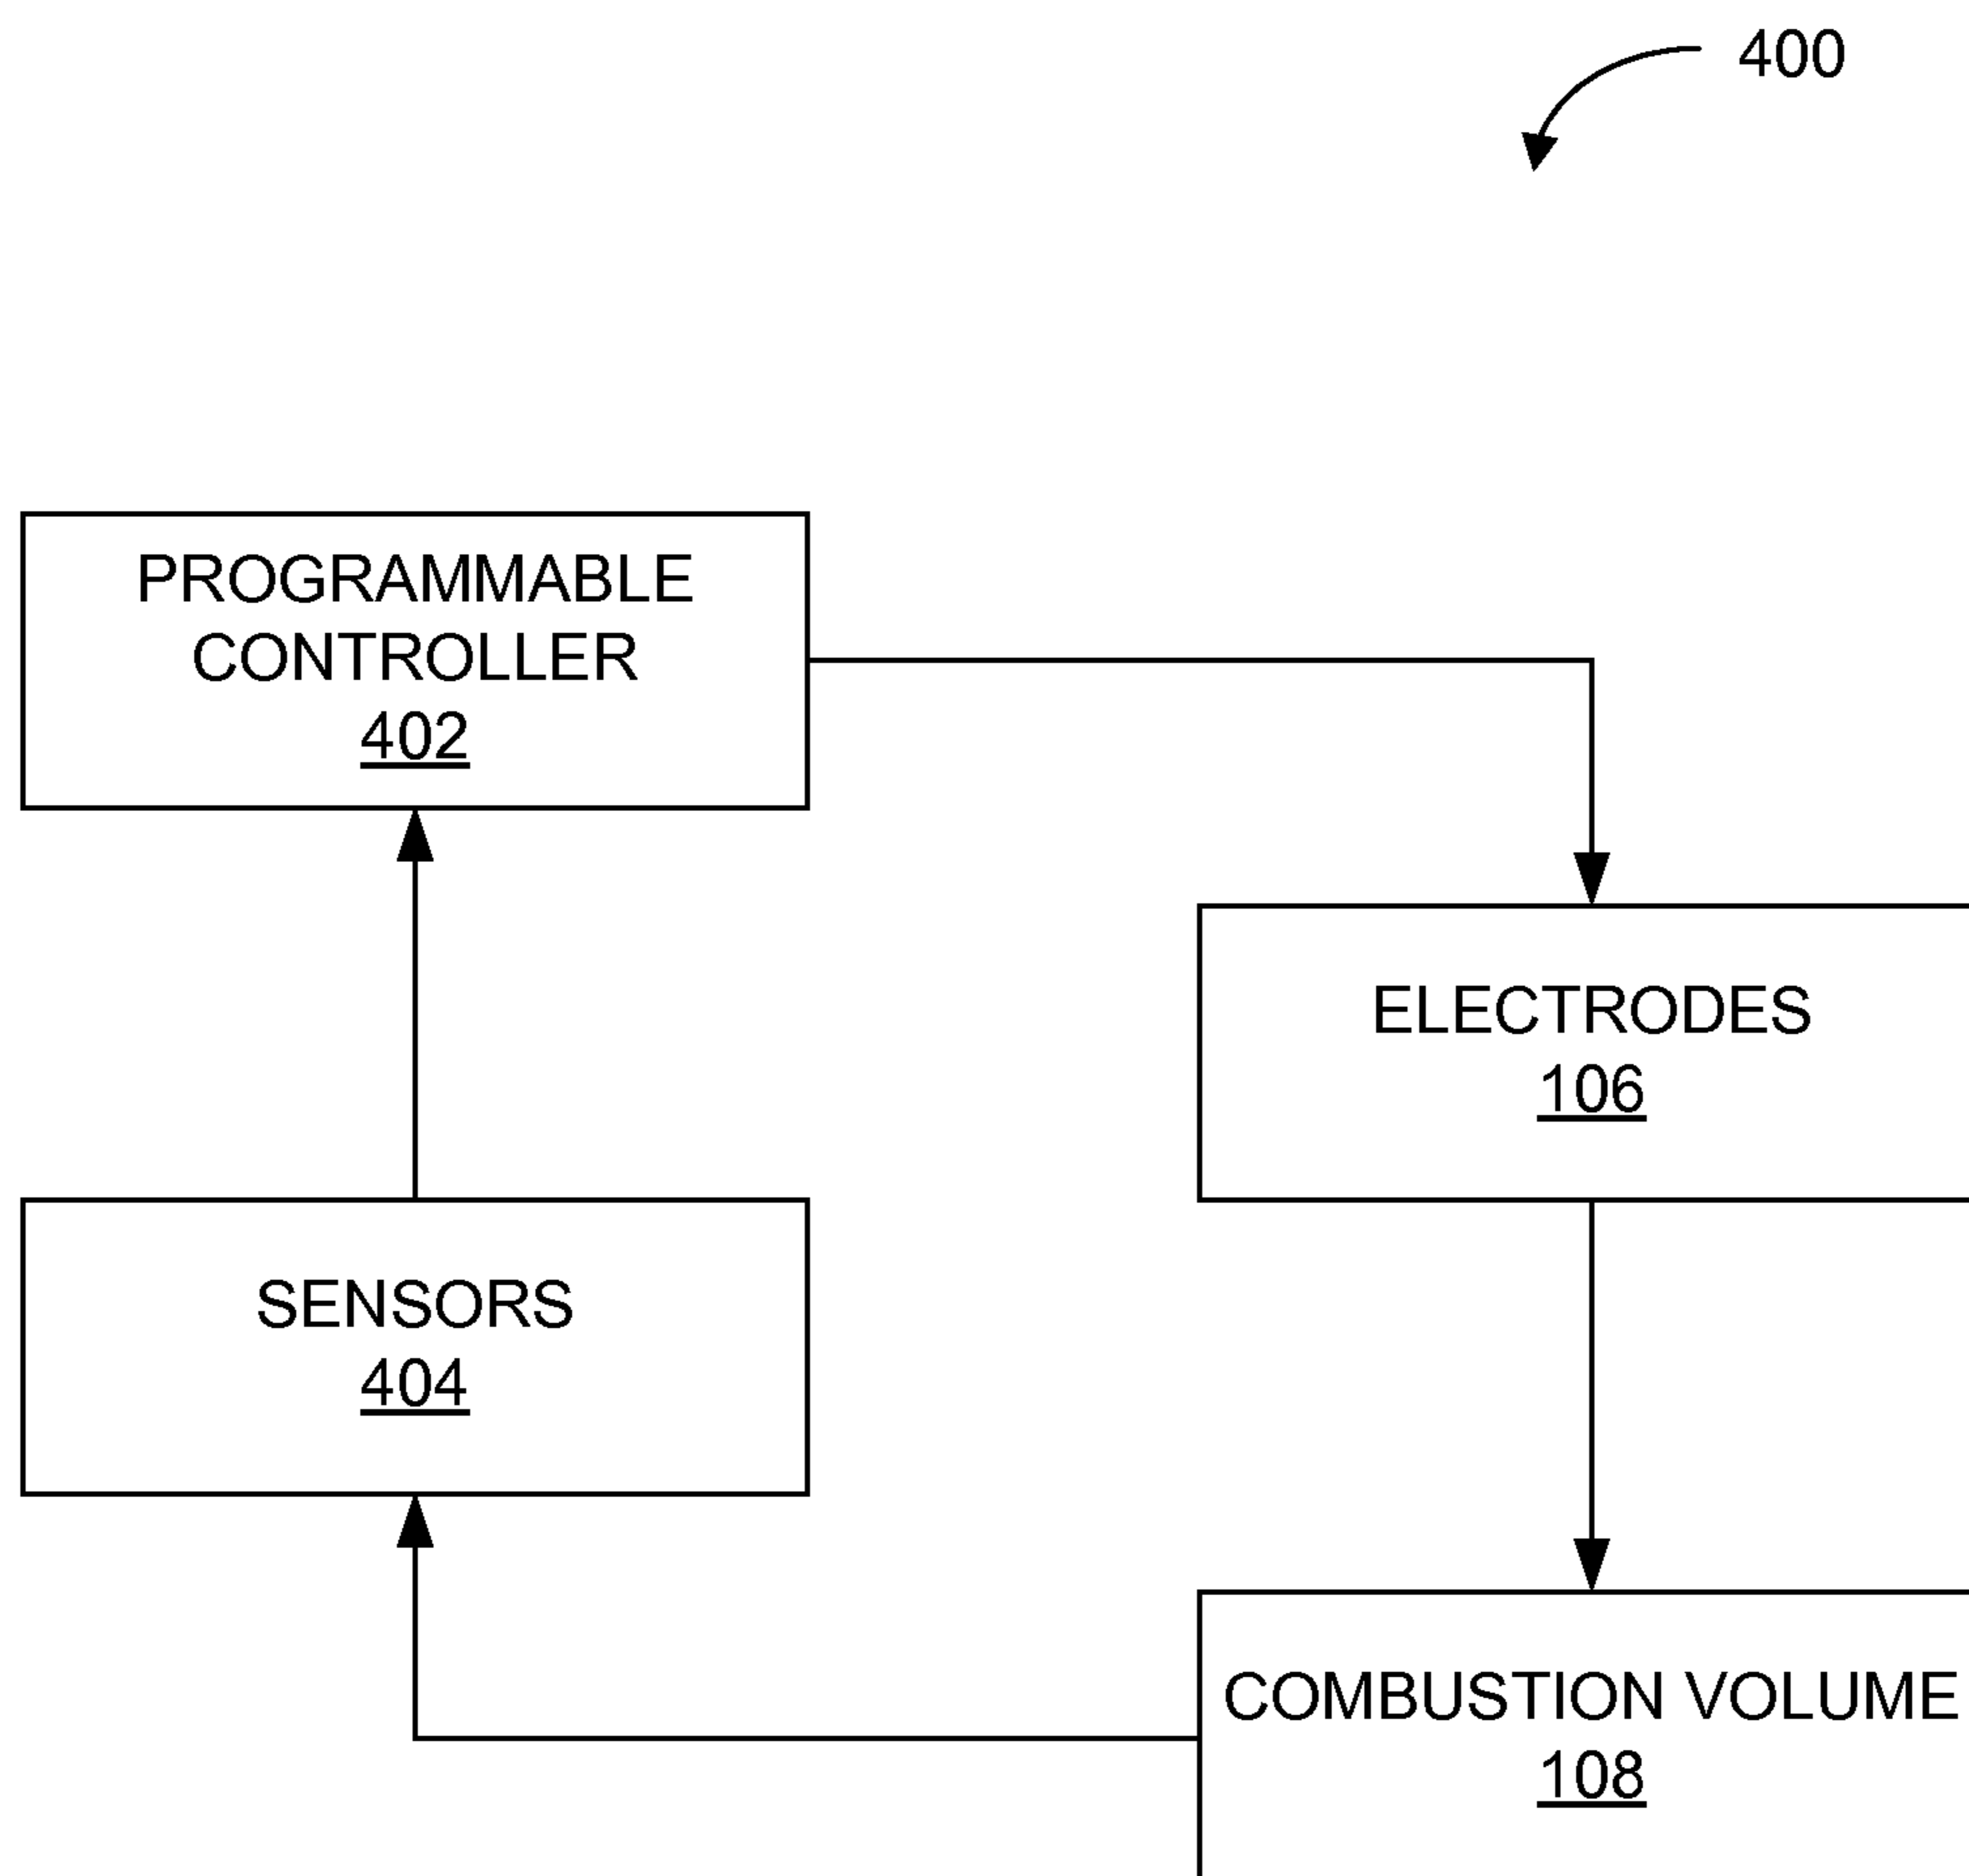 400
PROGRAMMABLE
CONTROLLER
402
ELECTRODES
106
SENSORS
404
COMBUSTION VOLUME
108